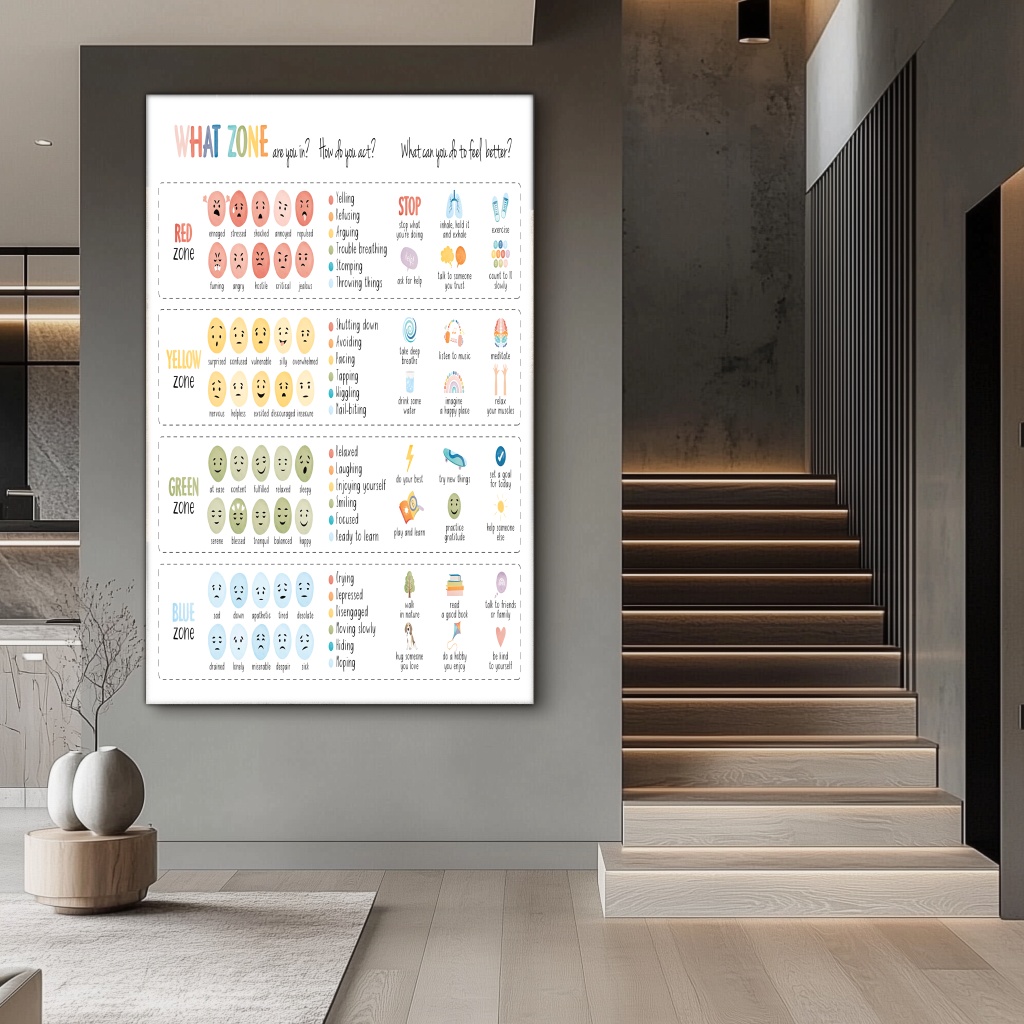 WHAT ZONE are you in? How do you act? What can you do to feel better?
RED
zone
enraged stressed shocked annoyed repulsed
fuming angry hostile critical jealous
Yelling
Refusing
Arguing
Trouble breathing
Stomping
Throwing things
STOP
stop what
you're doing
inhale, hold it
and exhale
exercise
help
ask for help
talk to someone
you trust
count to 10
slowly
YELLOW
zone
surprised confused vulnerable silly overwhelmed
nervous helpless excited discouraged insecure
Shutting down
Avoiding
Pacing
Tapping
Wiggling
Nail-biting
take deep
breaths
listen to music
meditate
drink some
water
imagine
a happy place
relax
your muscles
GREEN
zone
at ease content fulfilled relaxed sleepy
serene blessed tranquil balanced happy
Relaxed
Laughing
Enjoying yourself
Smiling
Focused
Ready to learn
do your best
try new things
set a goal
for today
play and learn
practice
gratitude
help someone
else
BLUE
zone
sad down apathetic tired desolate
drained lonely miserable despair sick
Crying
Depressed
Disengaged
Moving slowly
Hiding
Moping
walk
in nature
read
a good book
talk to friends
or family
hug someone
you love
do a hobby
you enjoy
be kind
to yourself